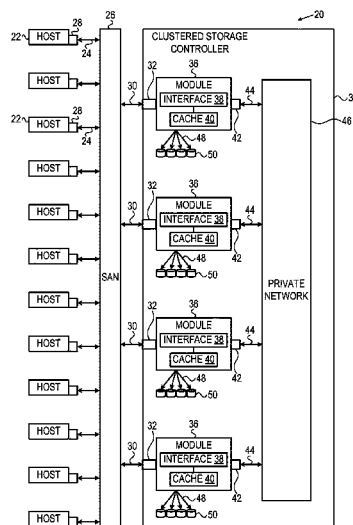 20
26
CLUSTERED STORAGE
CONTROLLER
22
HOST
28
24
HOST
22
HOST
28
24
HOST
HOST
HOST
HOST
HOST
HOST
HOST
HOST
HOST
SAN
30
32
36
MODULE
INTERFACE 38
CACHE 40
44
42
48
50
30
32
36
MODULE
INTERFACE 38
CACHE 40
44
42
48
50
30
32
36
MODULE
INTERFACE 38
CACHE 40
44
42
48
50
30
32
36
MODULE
INTERFACE 38
CACHE 40
44
42
48
50
PRIVATE
NETWORK
46